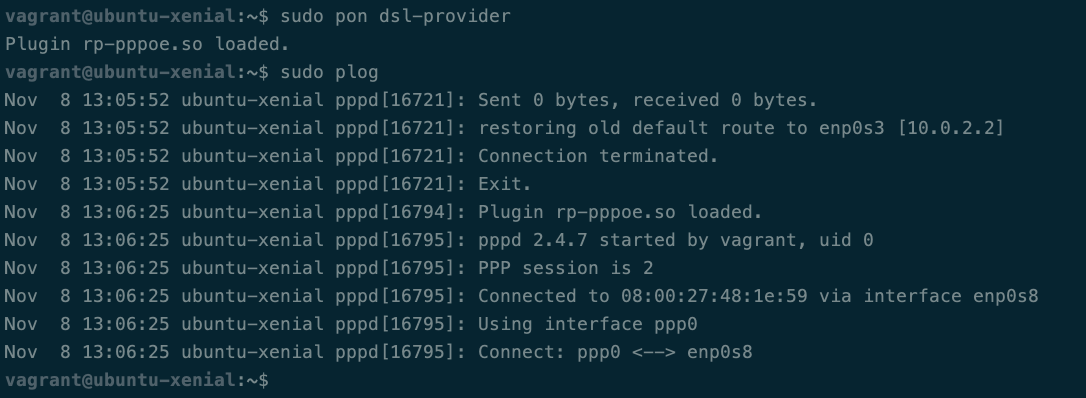 vagrant@ubuntu-xenial:~$ sudo pon dsl-provider
Plugin rp-pppoe.so loaded.
vagrant@ubuntu-xenial:~$ sudo plog
Nov  8 13:05:52 ubuntu-xenial pppd[16721]: Sent 0 bytes, received 0 bytes.
Nov  8 13:05:52 ubuntu-xenial pppd[16721]: restoring old default route to enp0s3 [10.0.2.2]
Nov  8 13:05:52 ubuntu-xenial pppd[16721]: Connection terminated.
Nov  8 13:05:52 ubuntu-xenial pppd[16721]: Exit.
Nov  8 13:06:25 ubuntu-xenial pppd[16794]: Plugin rp-pppoe.so loaded.
Nov  8 13:06:25 ubuntu-xenial pppd[16795]: pppd 2.4.7 started by vagrant, uid 0
Nov  8 13:06:25 ubuntu-xenial pppd[16795]: PPP session is 2
Nov  8 13:06:25 ubuntu-xenial pppd[16795]: Connected to 08:00:27:48:1e:59 via interface enp0s8
Nov  8 13:06:25 ubuntu-xenial pppd[16795]: Using interface ppp0
Nov  8 13:06:25 ubuntu-xenial pppd[16795]: Connect: ppp0 <--> enp0s8
vagrant@ubuntu-xenial:~$